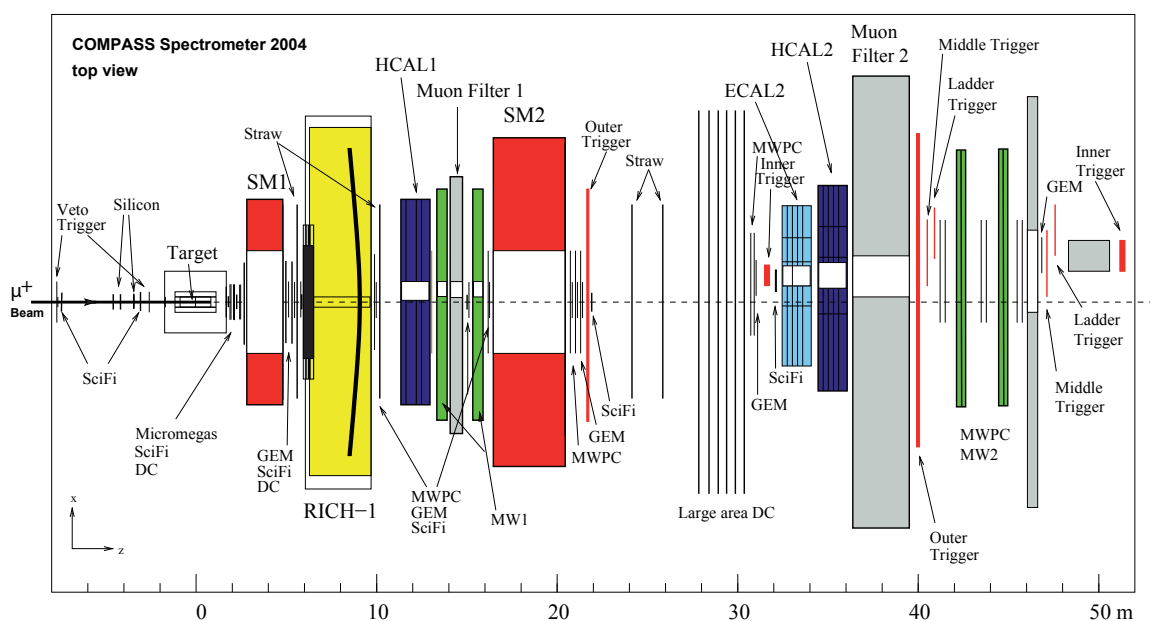 COMPASS Spectrometer 2004
top view
Veto
Trigger
Silicon
Target
SM1
Straw
HCAL1
Muon Filter 1
SM2
Outer
Trigger
Straw
MWPC
Inner
Trigger
ECAL2
HCAL2
Muon
Filter 2
Middle Trigger
Ladder
Trigger
GEM
Inner
Trigger
μ+
Beam
SciFi
Micromegas
SciFi
DC
GEM
SciFi
DC
RICH−1
MWPC
GEM
SciFi
MW1
MWPC
GEM
SciFi
Large area DC
GEM
SciFi
Outer
Trigger
MWPC
MW2
Middle
Trigger
Ladder
Trigger
x
z
0
10
20
30
40
50 m